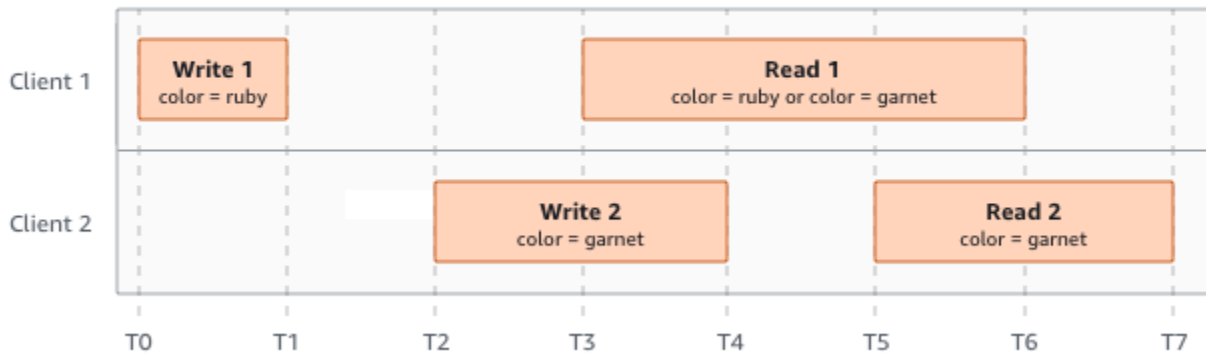 Client 1
Write 1
color = ruby
Read 1
color = ruby or color = garnet
Client 2
Write 2
color = garnet
Read 2
color = garnet
T0 T1 T2 T3 T4 T5 T6 T7